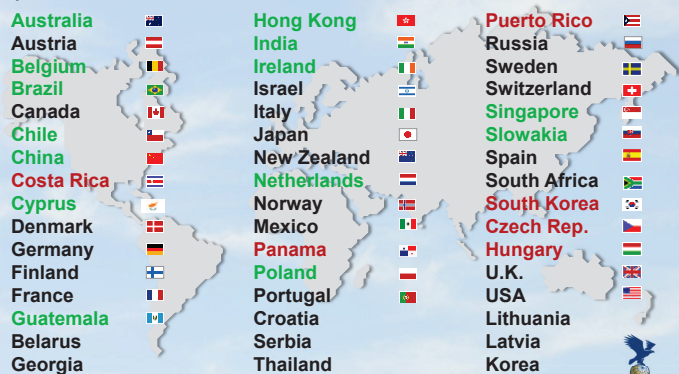 Australia
Austria
Belgium
Brazil
Canada
Chile
China
Costa Rica
Cyprus
Denmark
Germany
Finland
France
Guatemala
Belarus
Georgia
Hong Kong
India
Ireland
Israel
Italy
Japan
New Zealand
Netherlands
Norway
Mexico
Panama
Poland
Portugal
Croatia
Serbia
Thailand
Puerto Rico
Russia
Sweden
Switzerland
Singapore
Slowakia
Spain
South Africa
South Korea
Czech Rep.
Hungary
U.K.
USA
Lithuania
Latvia
Korea